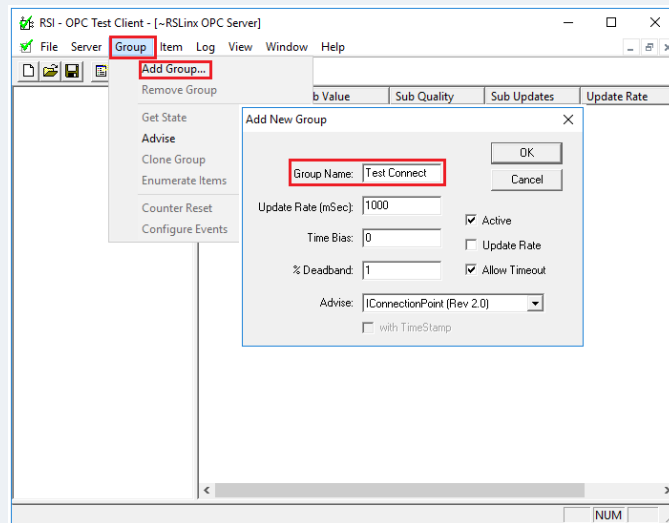 RSI - OPC Test Client - [~RSLinx OPC Server]
File Server Group Item Log View Window Help
Add Group...
Remove Group
Get State
Advise
Clone Group
Enumerate Items
Counter Reset
Configure Events
b Value Sub Quality Sub Updates Update Rate
Add New Group
Group Name: Test Connect
OK
Cancel
Update Rate (mSec): 1000
Active
Time Bias: 0
Update Rate
% Deadband: 1
Allow Timeout
Advise: IConnectionPoint (Rev 2.0)
with TimeStamp
NUM